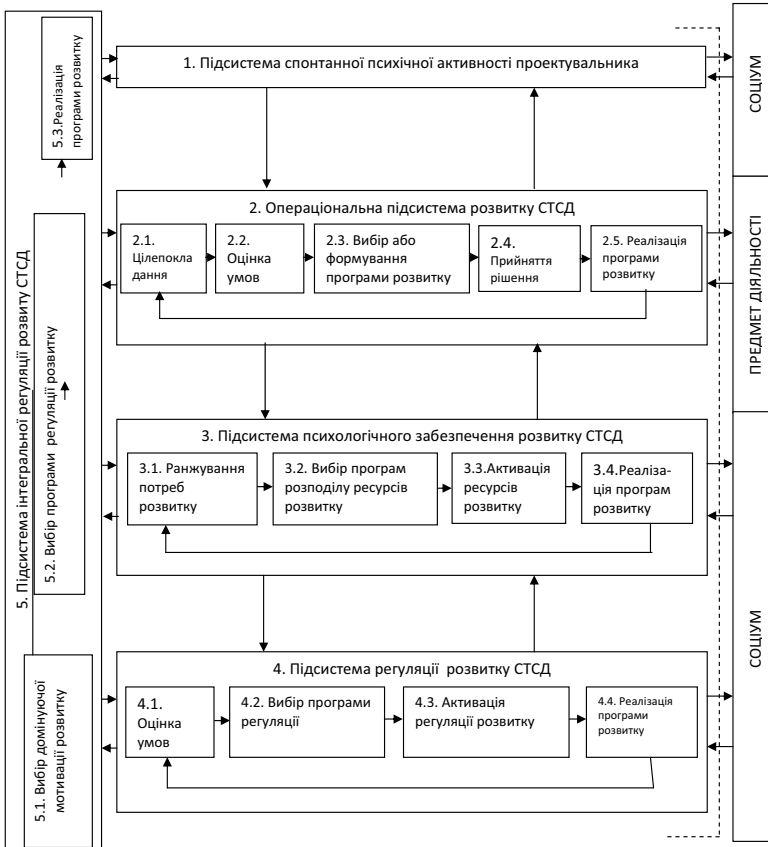 1. Підсистема спонтанної психічної активності проектувальника
2. Операціональна підсистема розвитку СТСД
2.1.
Цілепокла
дання
2.2.
Оцінка
умов
2.3. Вибір або
формування
програми розвитку
2.4.
Прийняття
рішення
2.5. Реалізація
програми
розвитку
3. Підсистема психологічного забезпечення розвитку СТСД
3.1. Ранжування
потреб
розвитку
3.2. Вибір програм
розподілу ресурсів
розвитку
3.3.Активація
ресурсів
розвитку
3.4.Реаліза-
ція програм
розвитку
4. Підсистема регуляції розвитку СТСД
4.1.
Оцінка
умов
4.2. Вибір програми
регуляції
4.3. Активація
регуляції розвитку
4.4. Реалізація
програми
розвитку
5. Підсистема інтегральної регуляції розвиту СТСД
5.3.Реалізація
програми розвитку
5.2. Вибір програми регуляції розвитку
5.1. Вибір домінуючої
мотивації розвитку
СОЦІУМ
ПРЕДМЕТ ДІЯЛЬНОСТІ
СОЦІУМ